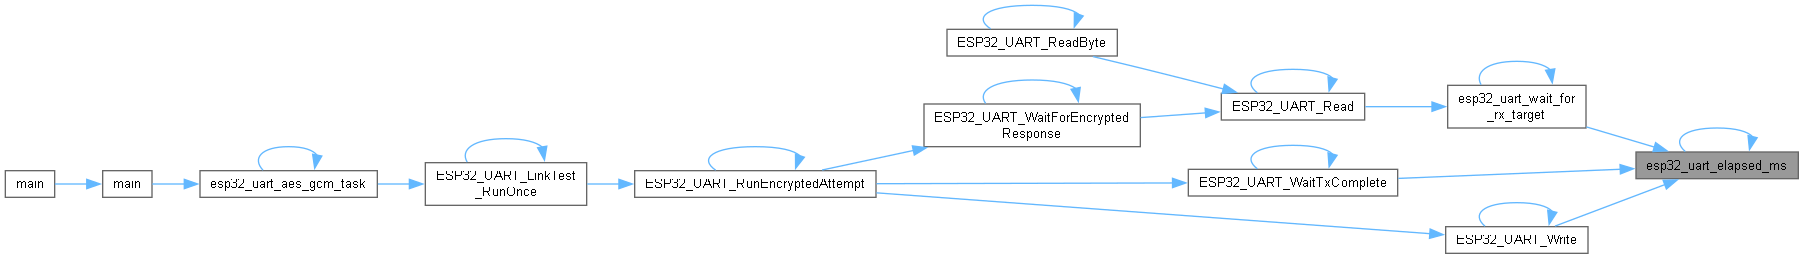 ESP32_UART_ReadByte
esp32_uart_wait_for
_rx_target
ESP32_UART_Read
ESP32_UART_WaitForEncrypted
Response
esp32_uart_elapsed_ms
main
main
esp32_uart_aes_gcm_task
ESP32_UART_LinkTest
_RunOnce
ESP32_UART_RunEncryptedAttempt
ESP32_UART_WaitTxComplete
ESP32_UART_Write